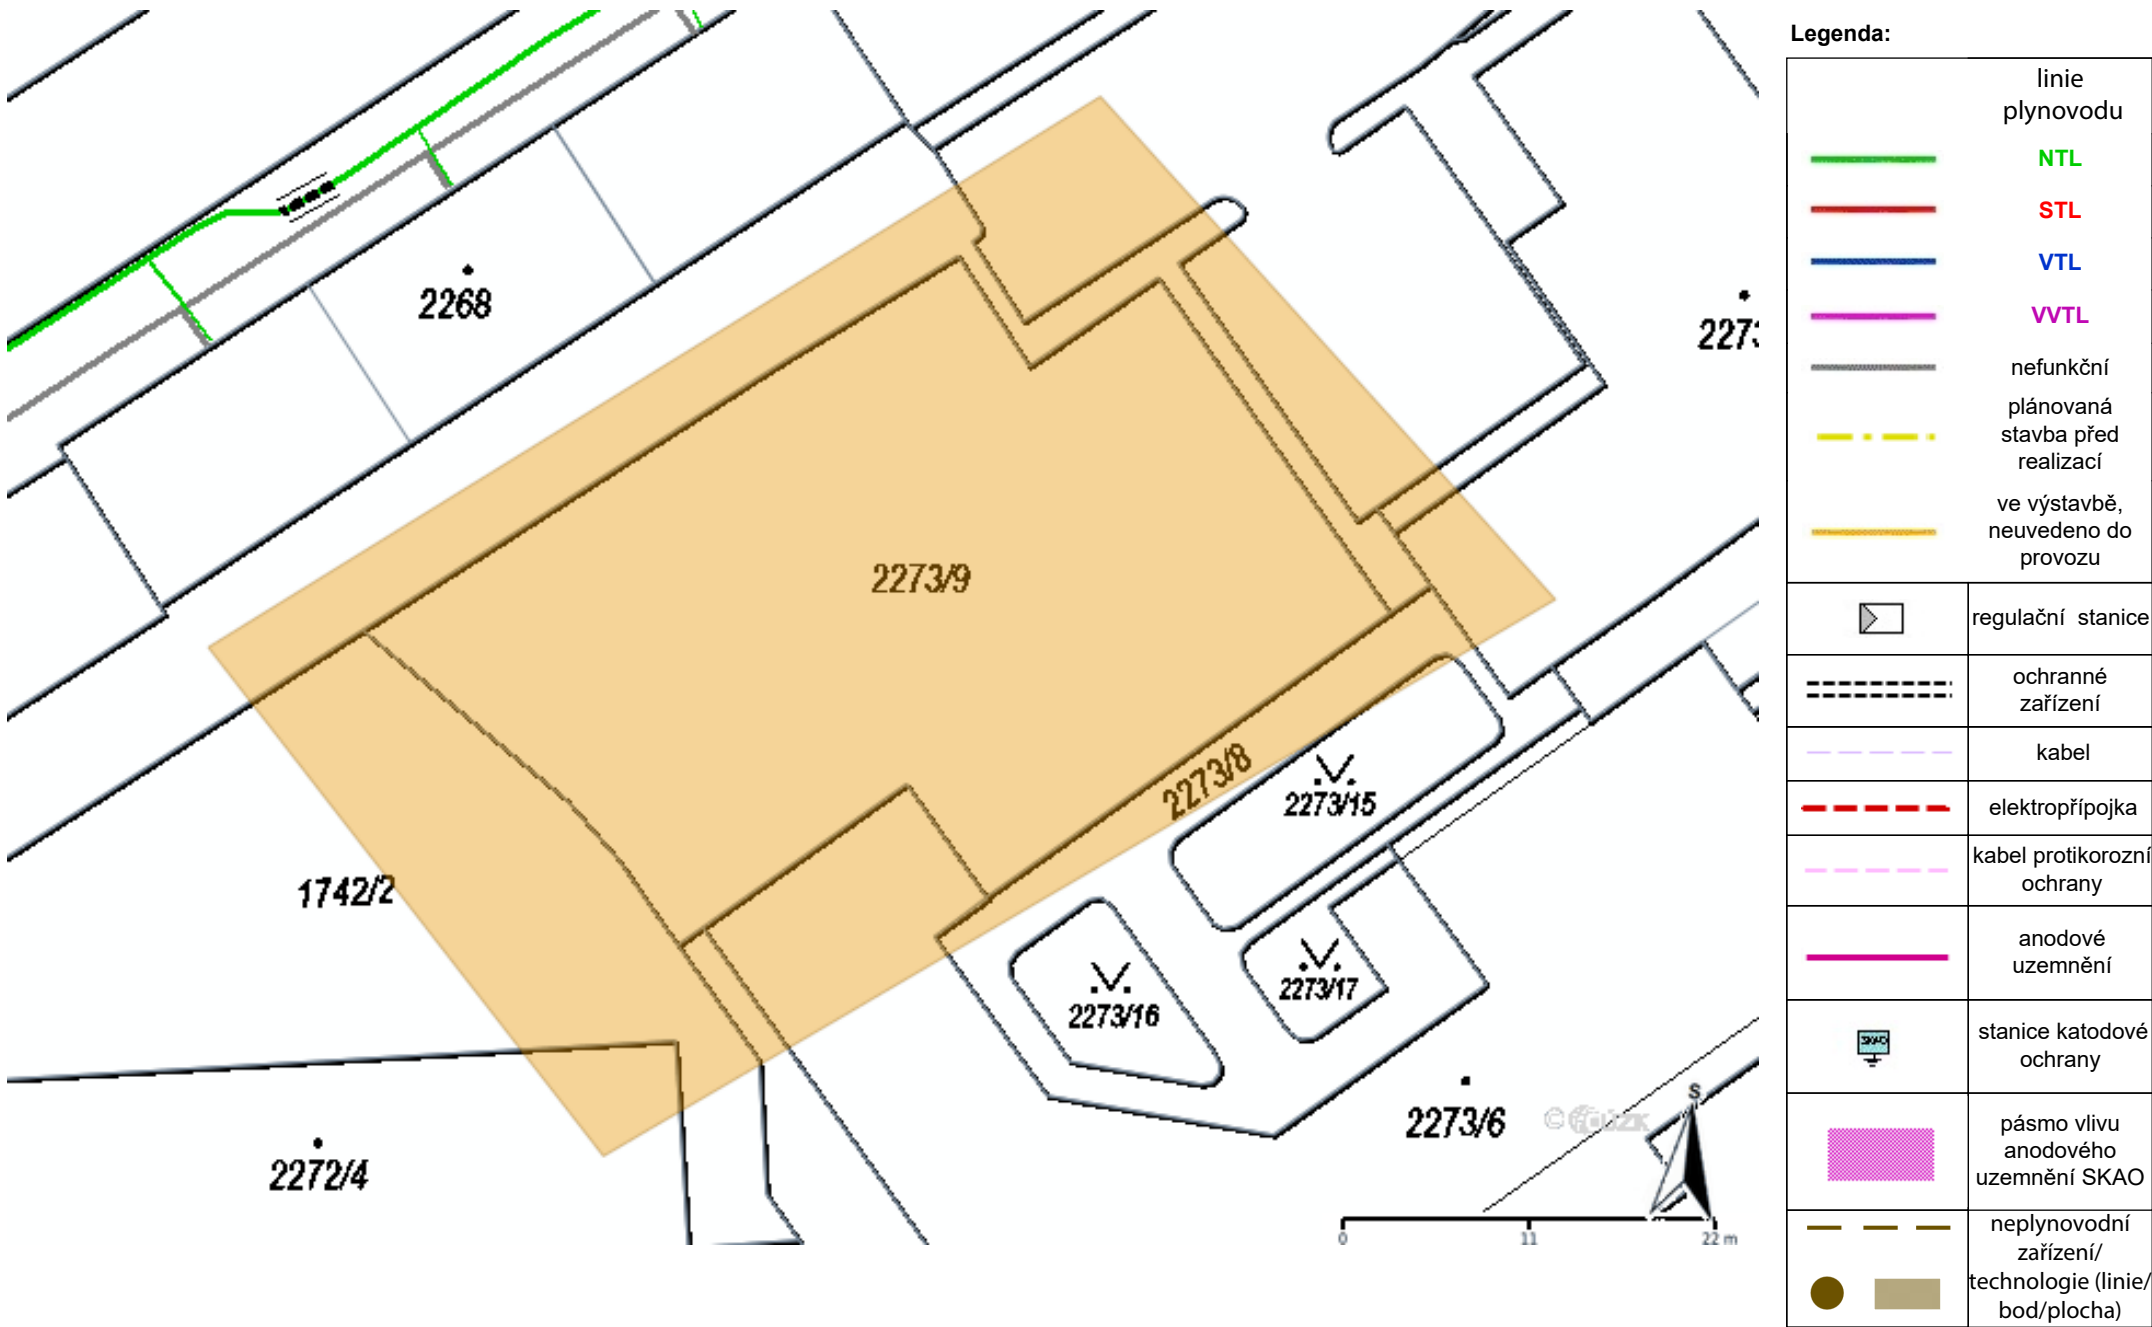 2268
2273/9
2273/8
2273/15
2273/16
2273/17
2273/6
1742/2
2272/4
S
0 11 22 m
Legenda:
linie
plynovodu
NTL
STL
VTL
VVTL
nefunkční
plánovaná
stavba před
realizací
ve výstavbě,
neuvedeno do
provozu
regulační stanice
ochranné
zařízení
kabel
elektropřípojka
kabel protikorozní
ochrany
anodové
uzemnění
SKAO
stanice katodové
ochrany
pásmo vlivu
anodového
uzemnění SKAO
neplynovodní
zařízení/
technologie (linie/
bod/plocha)